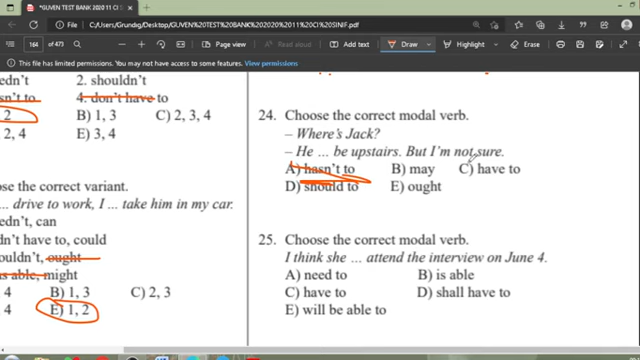 *GUVEN TEST BANK 2020 11 CI SINIF.pdf
File | C:/Users/Grundig/Desktop/GUVEN%20TEST%20BANK%202020%2011%20CI%20SINIF.pdf
164 of 473
Page view
Read aloud
Add text
Draw
Highlight
Erase
This file has limited permissions. You may not have access to some features. View permissions
edn't
2. shouldn't
sn't to
4. don't have to
2
B) 1, 3
C) 2, 3, 4
2, 4
E) 3, 4
ose the correct variant.
... drive to work, I ... take him in my car.
edn't, can
n't have to, could
ouldn't, ought
s able, might
4
B) 1, 3
C) 2, 3
4
E) 1, 2
24. Choose the correct modal verb.
– Where's Jack?
– He ... be upstairs. But I'm not sure.
A) hasn't to
B) may
C) have to
D) should to
E) ought
25. Choose the correct modal verb.
I think she ... attend the interview on June 4.
A) need to
B) is able
C) have to
D) shall have to
E) will be able to